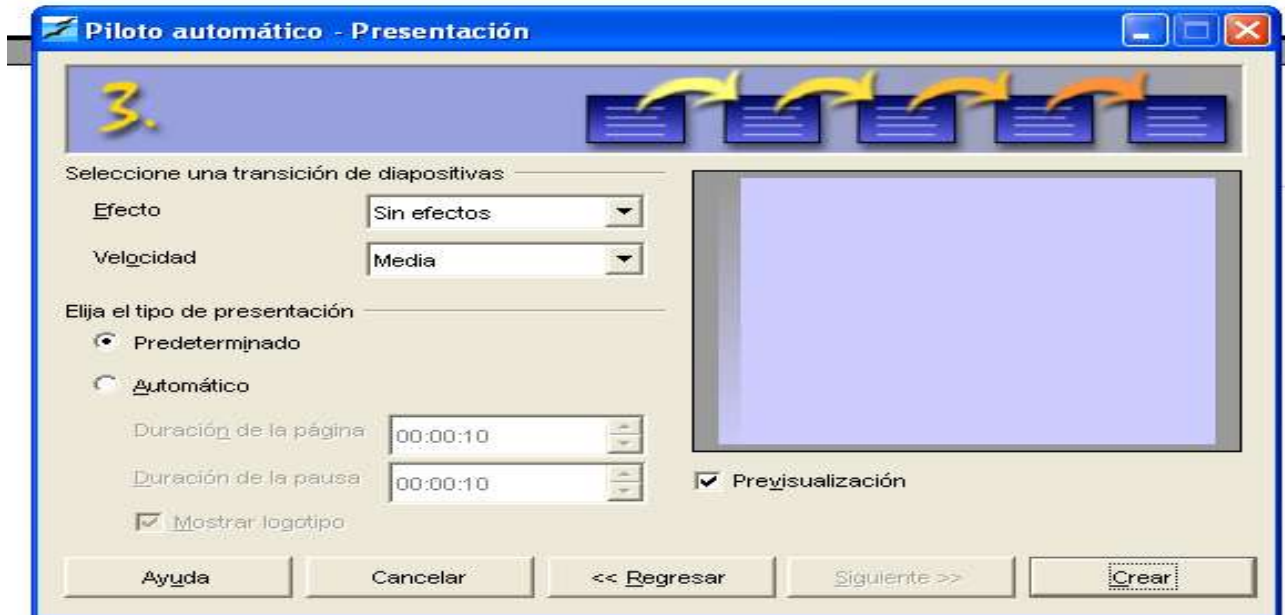 Piloto automático - Presentación
3.
Seleccione una transición de diapositivas
Efecto Sin efectos
Velocidad Media
Elija el tipo de presentación
Predeterminado
Automático
Duración de la página 00:00:10
Duración de la pausa 00:00:10
Mostrar logotipo
Previsualización
Ayuda Cancelar << Regresar Siguiente >> Crear